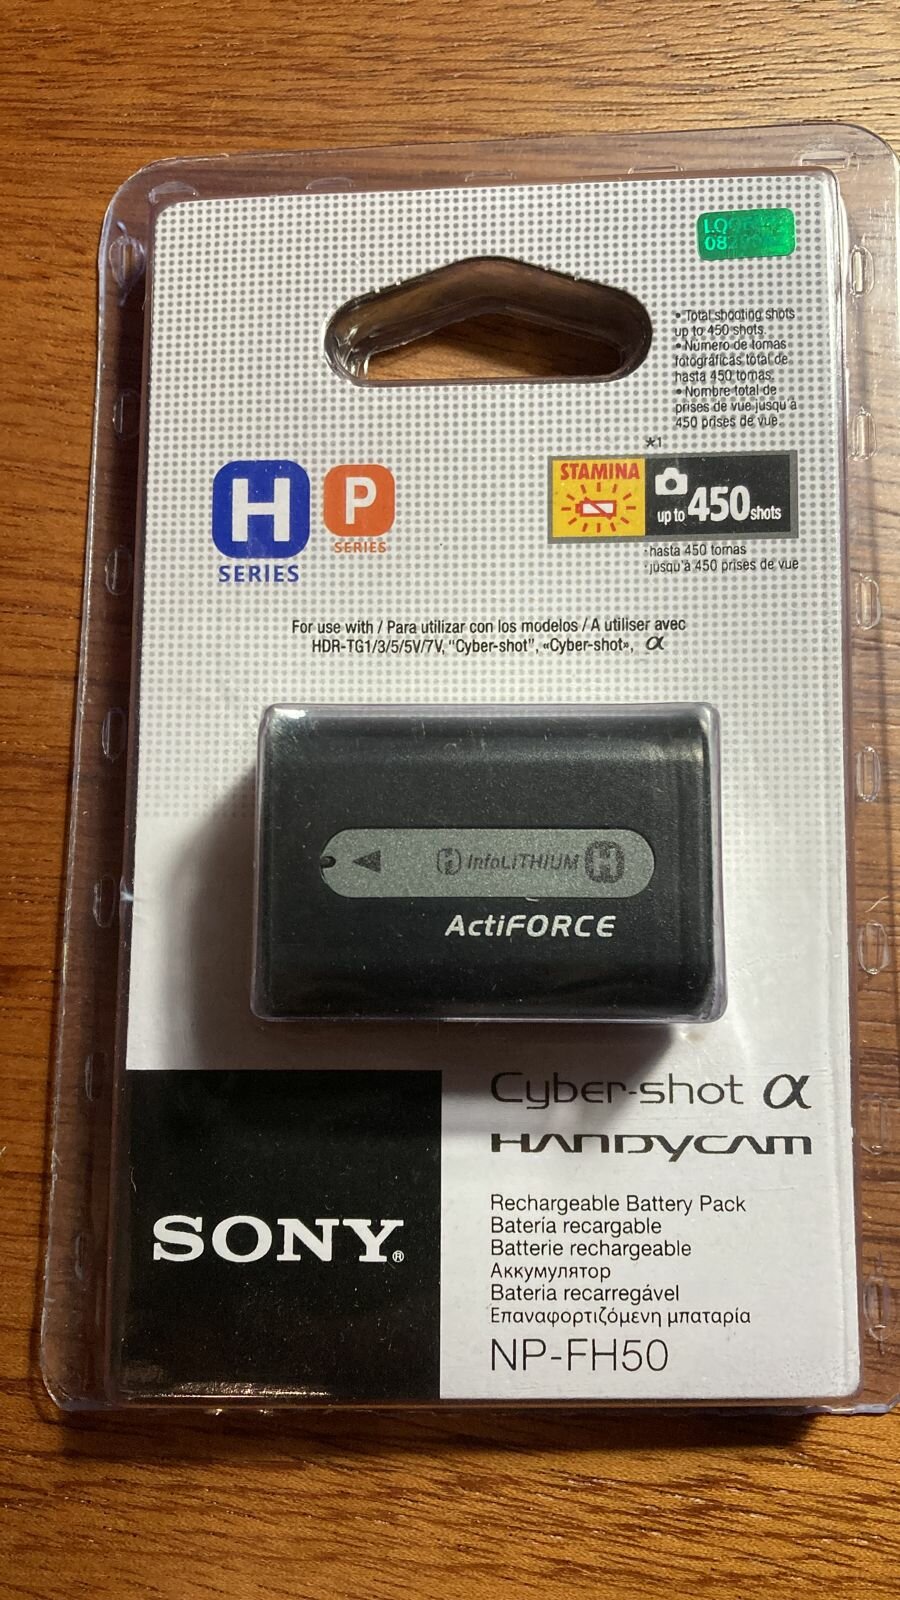 • Total shooting shots
up to 450 shots.
• Número de tomas
fotográficas total de
hasta 450 tomas.
• Nombre total de
prises de vue jusqu'à
450 prises de vue.
*1
H
SERIES
P
SERIES
STAMINA
up to 450 shots
·hasta 450 tomas
·jusqu'à 450 prises de vue
For use with / Para utilizar con los modelos / A utiliser avec
HDR-TG1/3/5/5V/7V, “Cyber-shot”, «Cyber-shot», α
H InfoLITHIUM H
ActiFORCE
Cyber-shot α
HANDYCAM
SONY®
Rechargeable Battery Pack
Batería recargable
Batterie rechargeable
Аккумулятор
Bateria recarregável
Επαναφορτιζόμενη μπαταρία
NP-FH50